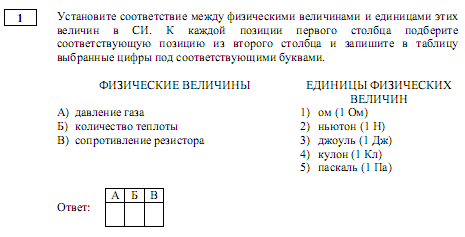 1
Установите соответствие между физическими величинами и единицами этих
величин в СИ. К каждой позиции первого столбца подберите
соответствующую позицию из второго столбца и запишите в таблицу
выбранные цифры под соответствующими буквами.
ФИЗИЧЕСКИЕ ВЕЛИЧИНЫ
А) давление газа
Б) количество теплоты
В) сопротивление резистора
ЕДИНИЦЫ ФИЗИЧЕСКИХ
ВЕЛИЧИН
1) ом (1 Ом)
2) ньютон (1 Н)
3) джоуль (1 Дж)
4) кулон (1 Кл)
5) паскаль (1 Па)
Ответ:
А Б В